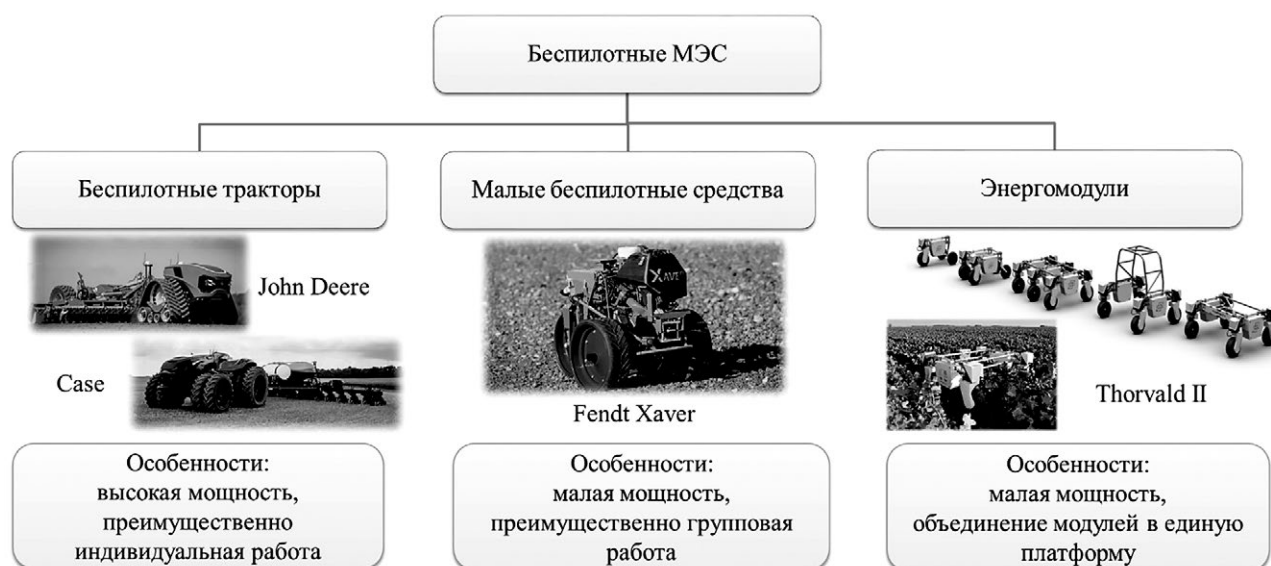 Беспилотные МЭС
Беспилотные тракторы
Малые беспилотные средства
Энергомодули
John Deere
Case
XAVE
Fendt Xaver
Thorvald II
Особенности:
высокая мощность,
преимущественно
индивидуальная работа
Особенности:
малая мощность,
преимущественно групповая
работа
Особенности:
малая мощность,
объединение модулей в единую
платформу